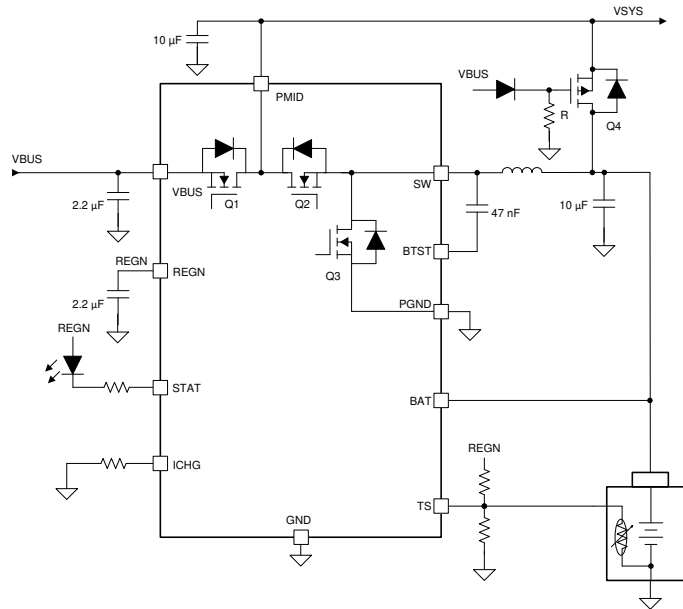 VSYS
10 µF
PMID
VBUS
R
Q4
VBUS
VBUS
Q1
Q2
SW
2.2 µF
47 nF
10 µF
REGN
REGN
Q3
BTST
2.2 µF
PGND
REGN
STAT
BAT
REGN
ICHG
TS
GND